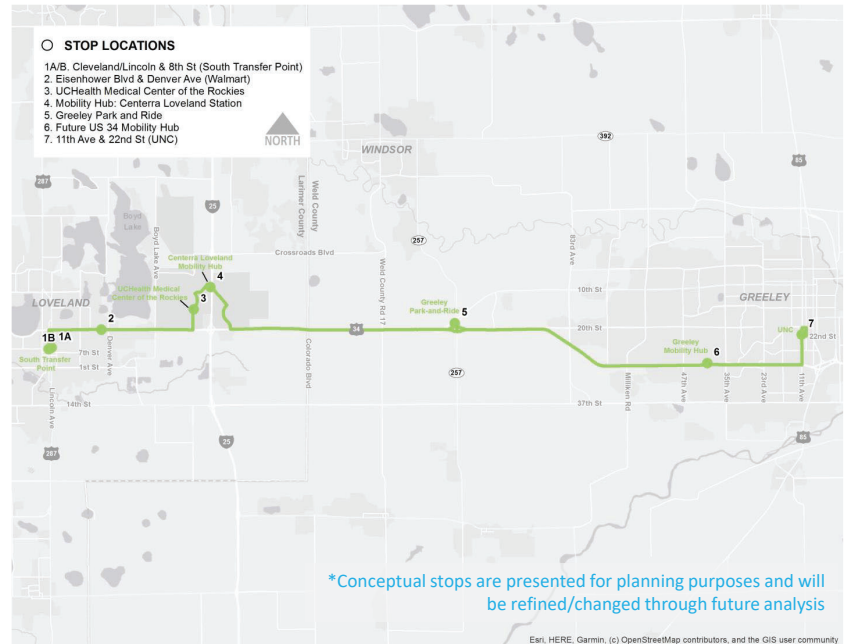 STOP LOCATIONS
1A/B. Cleveland/Lincoln & 8th St (South Transfer Point)
2. Eisenhower Blvd & Denver Ave (Walmart)
3. UCHealth Medical Center of the Rockies
4. Mobility Hub: Centerra Loveland Station
5. Greeley Park and Ride
6. Future US 34 Mobility Hub
7. 11th Ave & 22nd St (UNC)
NORTH
WINDSOR
392
85
287
25
Boyd
Lake
Boyd Lake Ave
Larimer County
Weld County
257
Crossroads Blvd
Weld County Rd 17
83rd Ave
Centerra Loveland
Mobility Hub
4
UCHealth Medical
Center of the Rockies
3
10th St
GREELEY
LOVELAND
2
Greeley
Park-and-Ride
5
34
20th St
UNC
7
22nd St
1B 1A
South Transfer
Point
7th St
1st St
Denver Ave
Colorado Blvd
Greeley
Mobility Hub
6
257
Lincoln Ave
14th St
Milliken Rd
47th Ave
35th Ave
23rd Ave
11th Ave
37th St
25
287
85
*Conceptual stops are presented for planning purposes and will
be refined/changed through future analysis
Esri, HERE, Garmin, (c) OpenStreetMap contributors, and the GIS user community